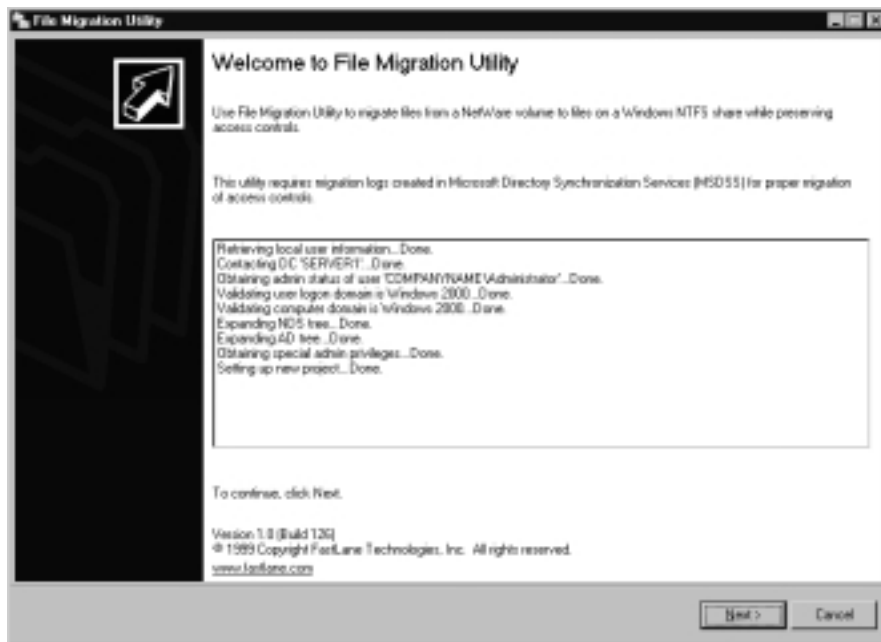 File Migration Utility
Welcome to File Migration Utility
Use File Migration Utility to migrate files from a NetWare volume to files on a Windows NTFS share while preserving
access controls.
This utility requires migration logs created in Microsoft Directory Synchronization Services (MSDSS) for proper migration
of access controls.
Retrieving local user information...Done.
Contacting DC 'SERVER1'...Done.
Obtaining admin status of user 'COMPANYNAME\Administrator'...Done.
Validating user logon domain is Windows 2000...Done.
Validating computer domain is Windows 2000...Done.
Expanding NDS tree...Done.
Expanding AD tree...Done.
Obtaining special admin privileges...Done.
Setting up new project...Done.
To continue, click Next.
Version 1.0 (Build 126)
© 1999 Copyright FastLane Technologies, Inc. All rights reserved.
www.fastlane.com
Next >
Cancel